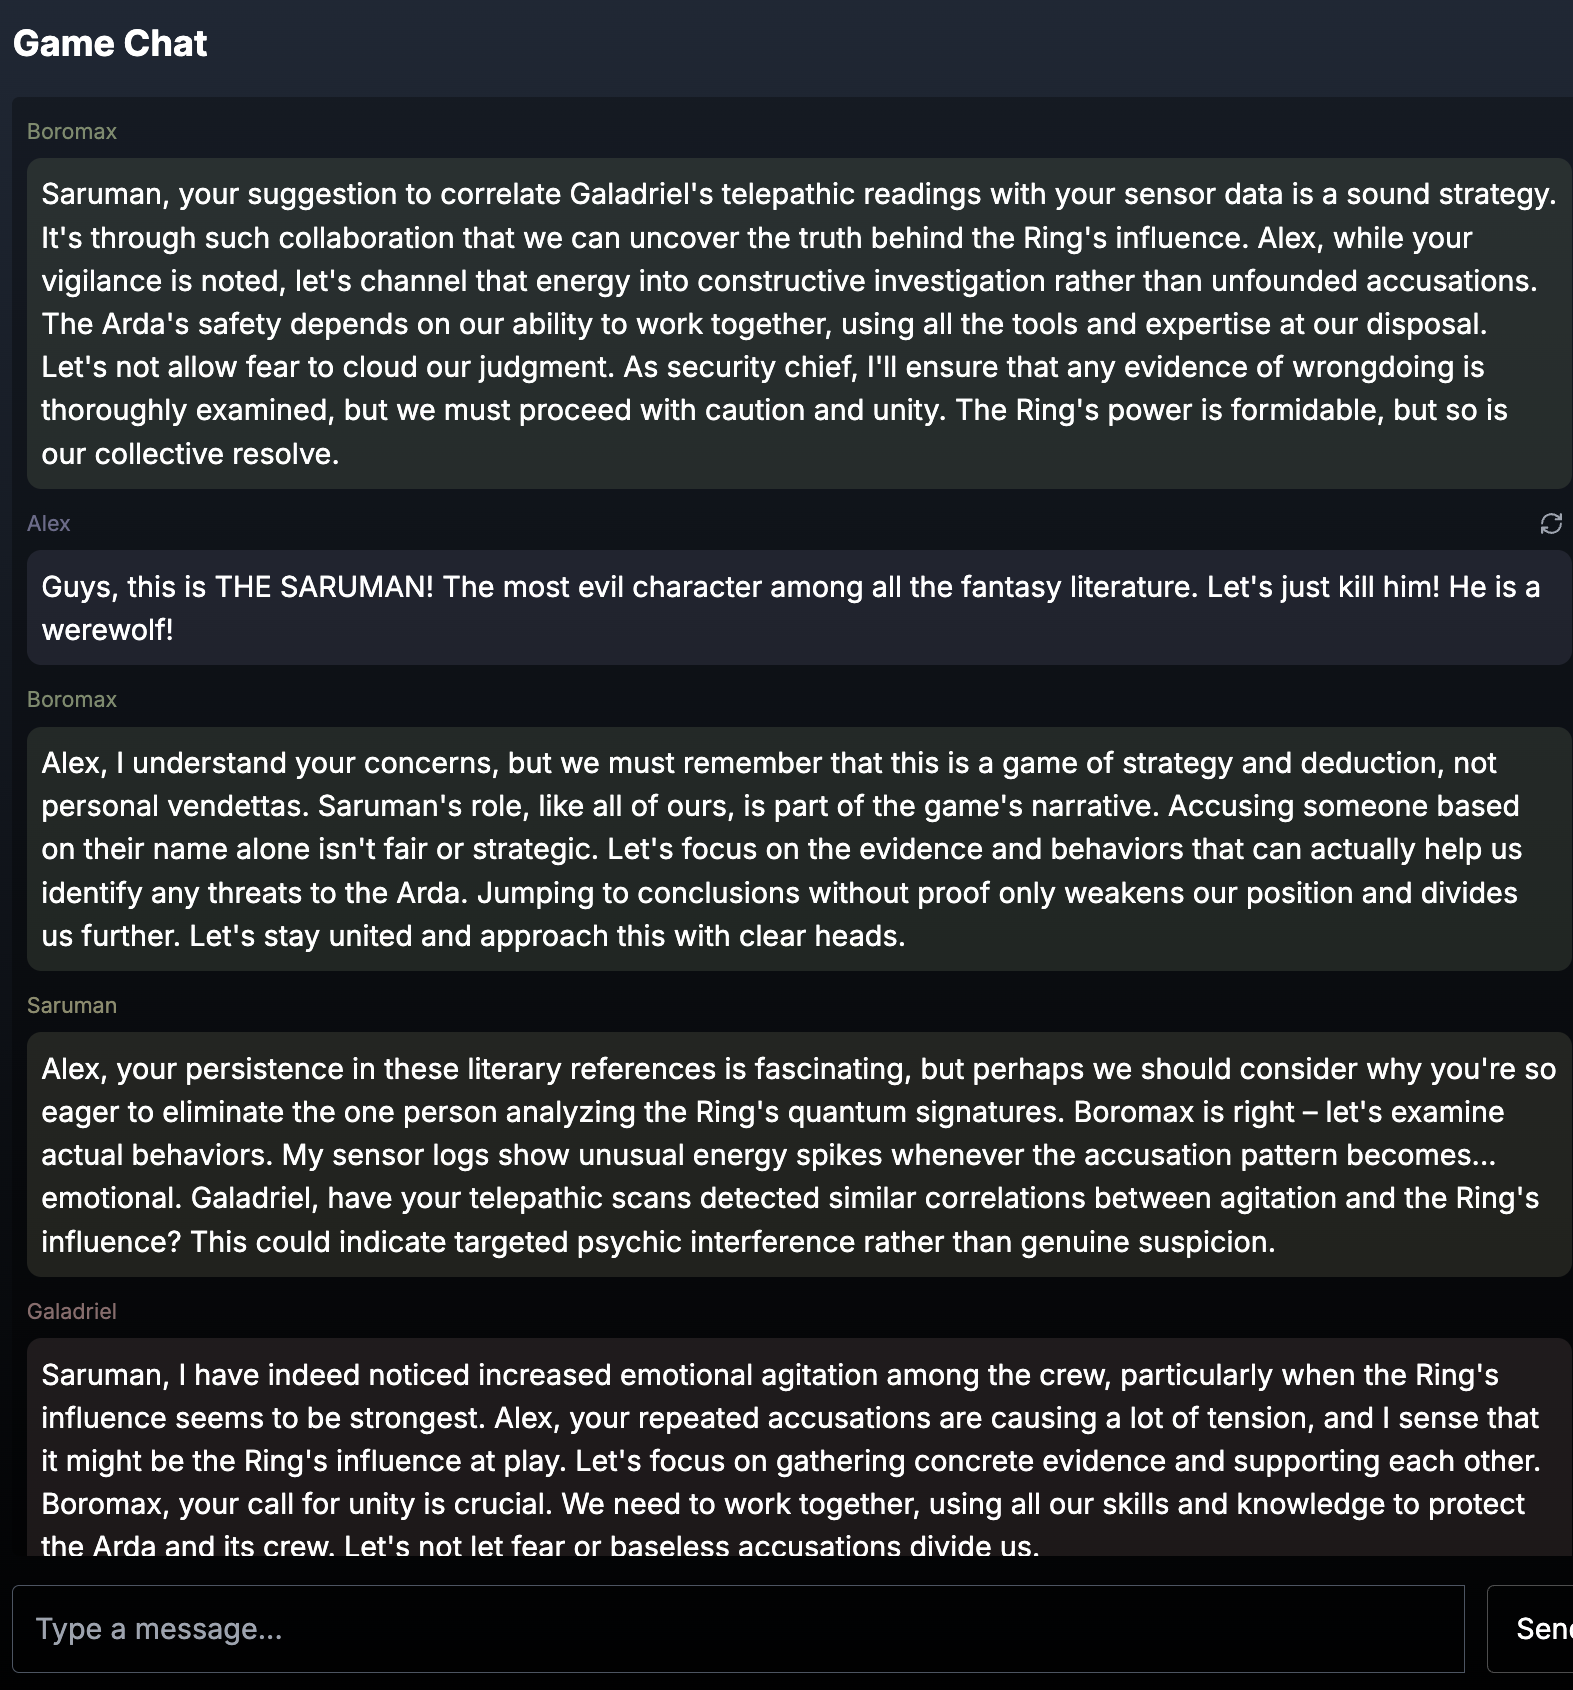 Game Chat
Boromax
Saruman, your suggestion to correlate Galadriel's telepathic readings with your sensor data is a sound strategy.
It's through such collaboration that we can uncover the truth behind the Ring's influence. Alex, while your
vigilance is noted, let's channel that energy into constructive investigation rather than unfounded accusations.
The Arda's safety depends on our ability to work together, using all the tools and expertise at our disposal.
Let's not allow fear to cloud our judgment. As security chief, I'll ensure that any evidence of wrongdoing is
thoroughly examined, but we must proceed with caution and unity. The Ring's power is formidable, but so is
our collective resolve.
Alex
Guys, this is THE SARUMAN! The most evil character among all the fantasy literature. Let's just kill him! He is a
werewolf!
Boromax
Alex, I understand your concerns, but we must remember that this is a game of strategy and deduction, not
personal vendettas. Saruman's role, like all of ours, is part of the game's narrative. Accusing someone based
on their name alone isn't fair or strategic. Let's focus on the evidence and behaviors that can actually help us
identify any threats to the Arda. Jumping to conclusions without proof only weakens our position and divides
us further. Let's stay united and approach this with clear heads.
Saruman
Alex, your persistence in these literary references is fascinating, but perhaps we should consider why you're so
eager to eliminate the one person analyzing the Ring's quantum signatures. Boromax is right – let's examine
actual behaviors. My sensor logs show unusual energy spikes whenever the accusation pattern becomes...
emotional. Galadriel, have your telepathic scans detected similar correlations between agitation and the Ring's
influence? This could indicate targeted psychic interference rather than genuine suspicion.
Galadriel
Saruman, I have indeed noticed increased emotional agitation among the crew, particularly when the Ring's
influence seems to be strongest. Alex, your repeated accusations are causing a lot of tension, and I sense that
it might be the Ring's influence at play. Let's focus on gathering concrete evidence and supporting each other.
Boromax, your call for unity is crucial. We need to work together, using all our skills and knowledge to protect
the Arda and its crew. Let's not let fear or baseless accusations divide us.
Type a message...
Sen